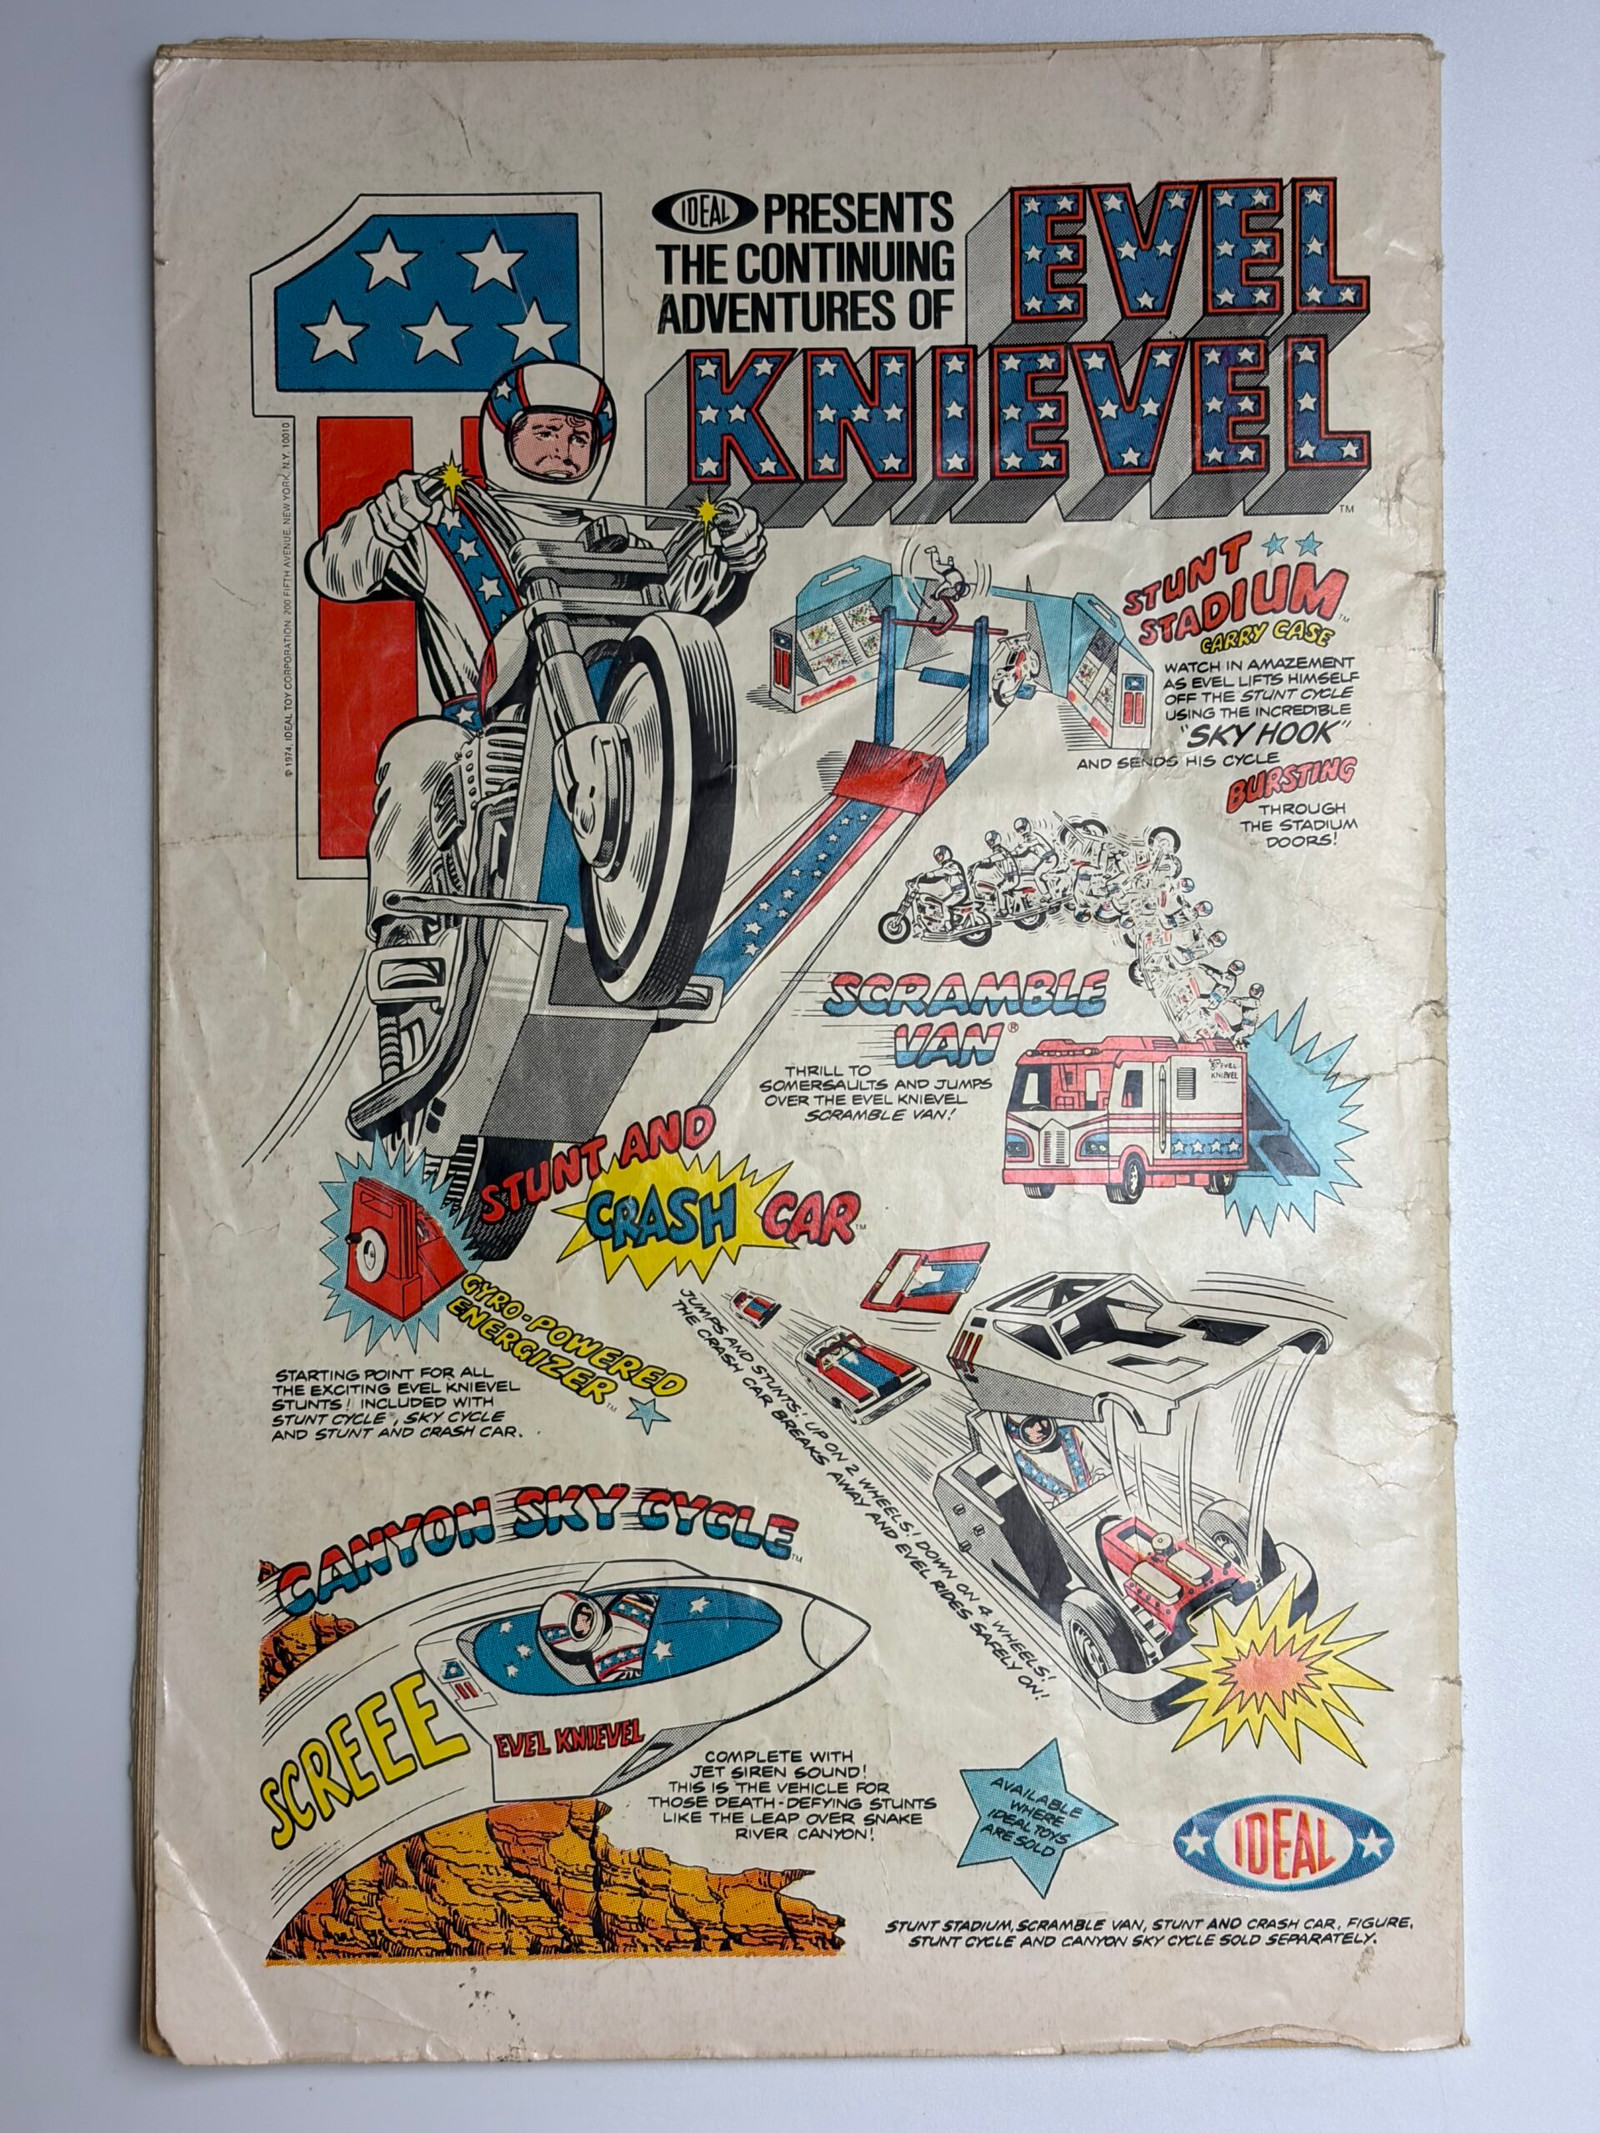 IDEAL PRESENTS
THE CONTINUING
ADVENTURES OF
EVEL
KNIEVEL
TM
© 1974, IDEAL TOY CORPORATION, 200 FIFTH AVENUE, NEW YORK, N.Y. 10010
STUNT
STADIUM™
CARRY CASE
WATCH IN AMAZEMENT
AS EVEL LIFTS HIMSELF
OFF THE STUNT CYCLE
USING THE INCREDIBLE
"SKY HOOK"
AND SENDS HIS CYCLE
BURSTING
THROUGH
THE STADIUM
DOORS!
SCRAMBLE
VAN®
THRILL TO
SOMERSAULTS AND JUMPS
OVER THE EVEL KNIEVEL
SCRAMBLE VAN!
EVEL
KNIEVEL
STUNT AND
CRASH CAR™
JUMPS AND STUNTS! UP ON 2 WHEELS! DOWN ON 4 WHEELS!
THE CRASH CAR BREAKS AWAY AND EVEL RIDES SAFELY ON!
GYRO-POWERED
ENERGIZER™
STARTING POINT FOR ALL
THE EXCITING EVEL KNIEVEL
STUNTS! INCLUDED WITH
STUNT CYCLE, SKY CYCLE
AND STUNT AND CRASH CAR.
CANYON SKY CYCLE™
SCREEE
EVEL KNIEVEL
COMPLETE WITH
JET SIREN SOUND!
THIS IS THE VEHICLE FOR
THOSE DEATH-DEFYING STUNTS
LIKE THE LEAP OVER SNAKE
RIVER CANYON!
AVAILABLE
WHERE
IDEAL TOYS
ARE SOLD
IDEAL
STUNT STADIUM, SCRAMBLE VAN, STUNT AND CRASH CAR, FIGURE,
STUNT CYCLE AND CANYON SKY CYCLE SOLD SEPARATELY.